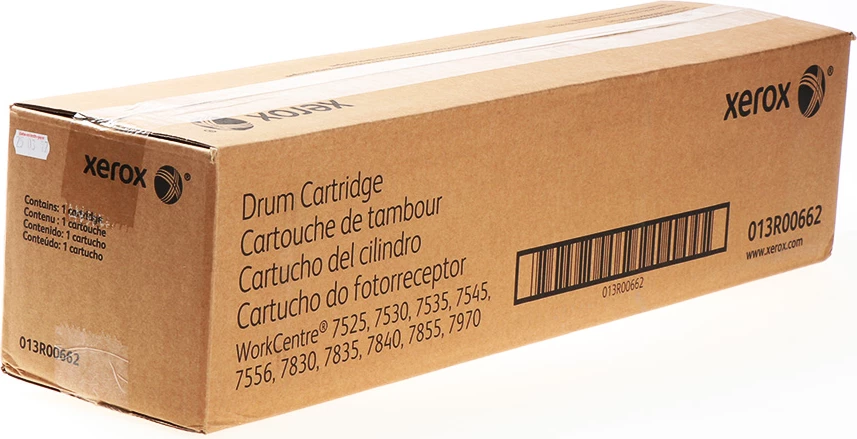 xerox
xerox
Contains: 1 cartridge
Contenu : 1 cartouche
Contenido: 1 cartucho
Conteúdo: 1 cartucho
013R00662
xerox
Drum Cartridge
Cartouche de tambour
Cartucho del cilindro
Cartucho do fotorreceptor
WorkCentre® 7525, 7530, 7535, 7545,
7556, 7830, 7835, 7840, 7855, 7970
013R00662
013R00662
www.xerox.com